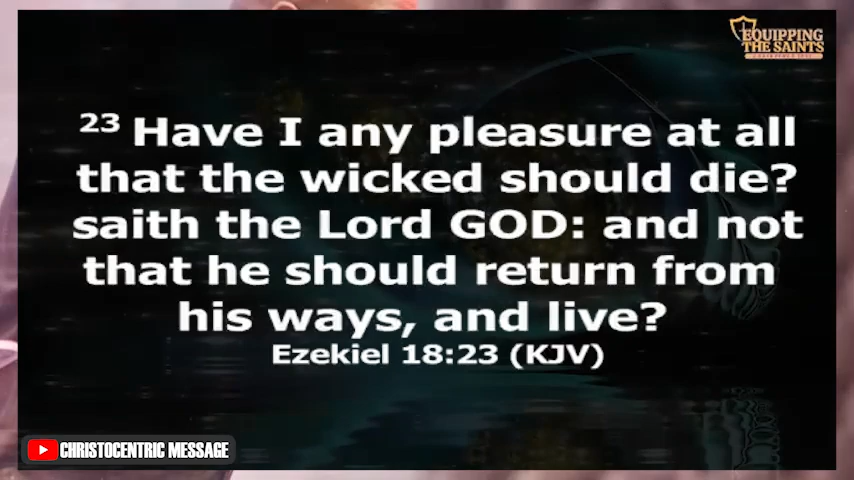 EQUIPPING
THE SAINTS
23 Have I any pleasure at all
that the wicked should die?
saith the Lord GOD: and not
that he should return from
his ways, and live?
Ezekiel 18:23 (KJV)
CHRISTOCENTRIC MESSAGE